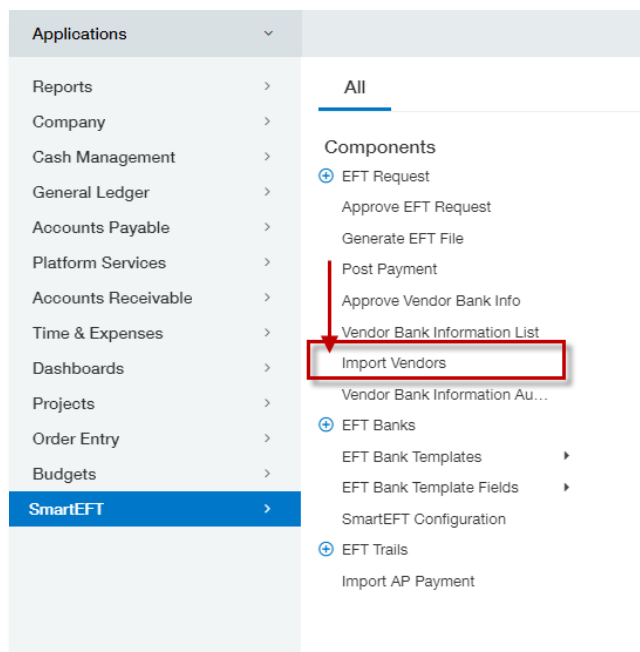 Applications
Reports
Company
Cash Management
General Ledger
Accounts Payable
Platform Services
Accounts Receivable
Time & Expenses
Dashboards
Projects
Order Entry
Budgets
SmartEFT
All
Components
EFT Request
Approve EFT Request
Generate EFT File
Post Payment
Approve Vendor Bank Info
Vendor Bank Information List
Import Vendors
Vendor Bank Information Au...
EFT Banks
EFT Bank Templates
EFT Bank Template Fields
SmartEFT Configuration
EFT Trails
Import AP Payment